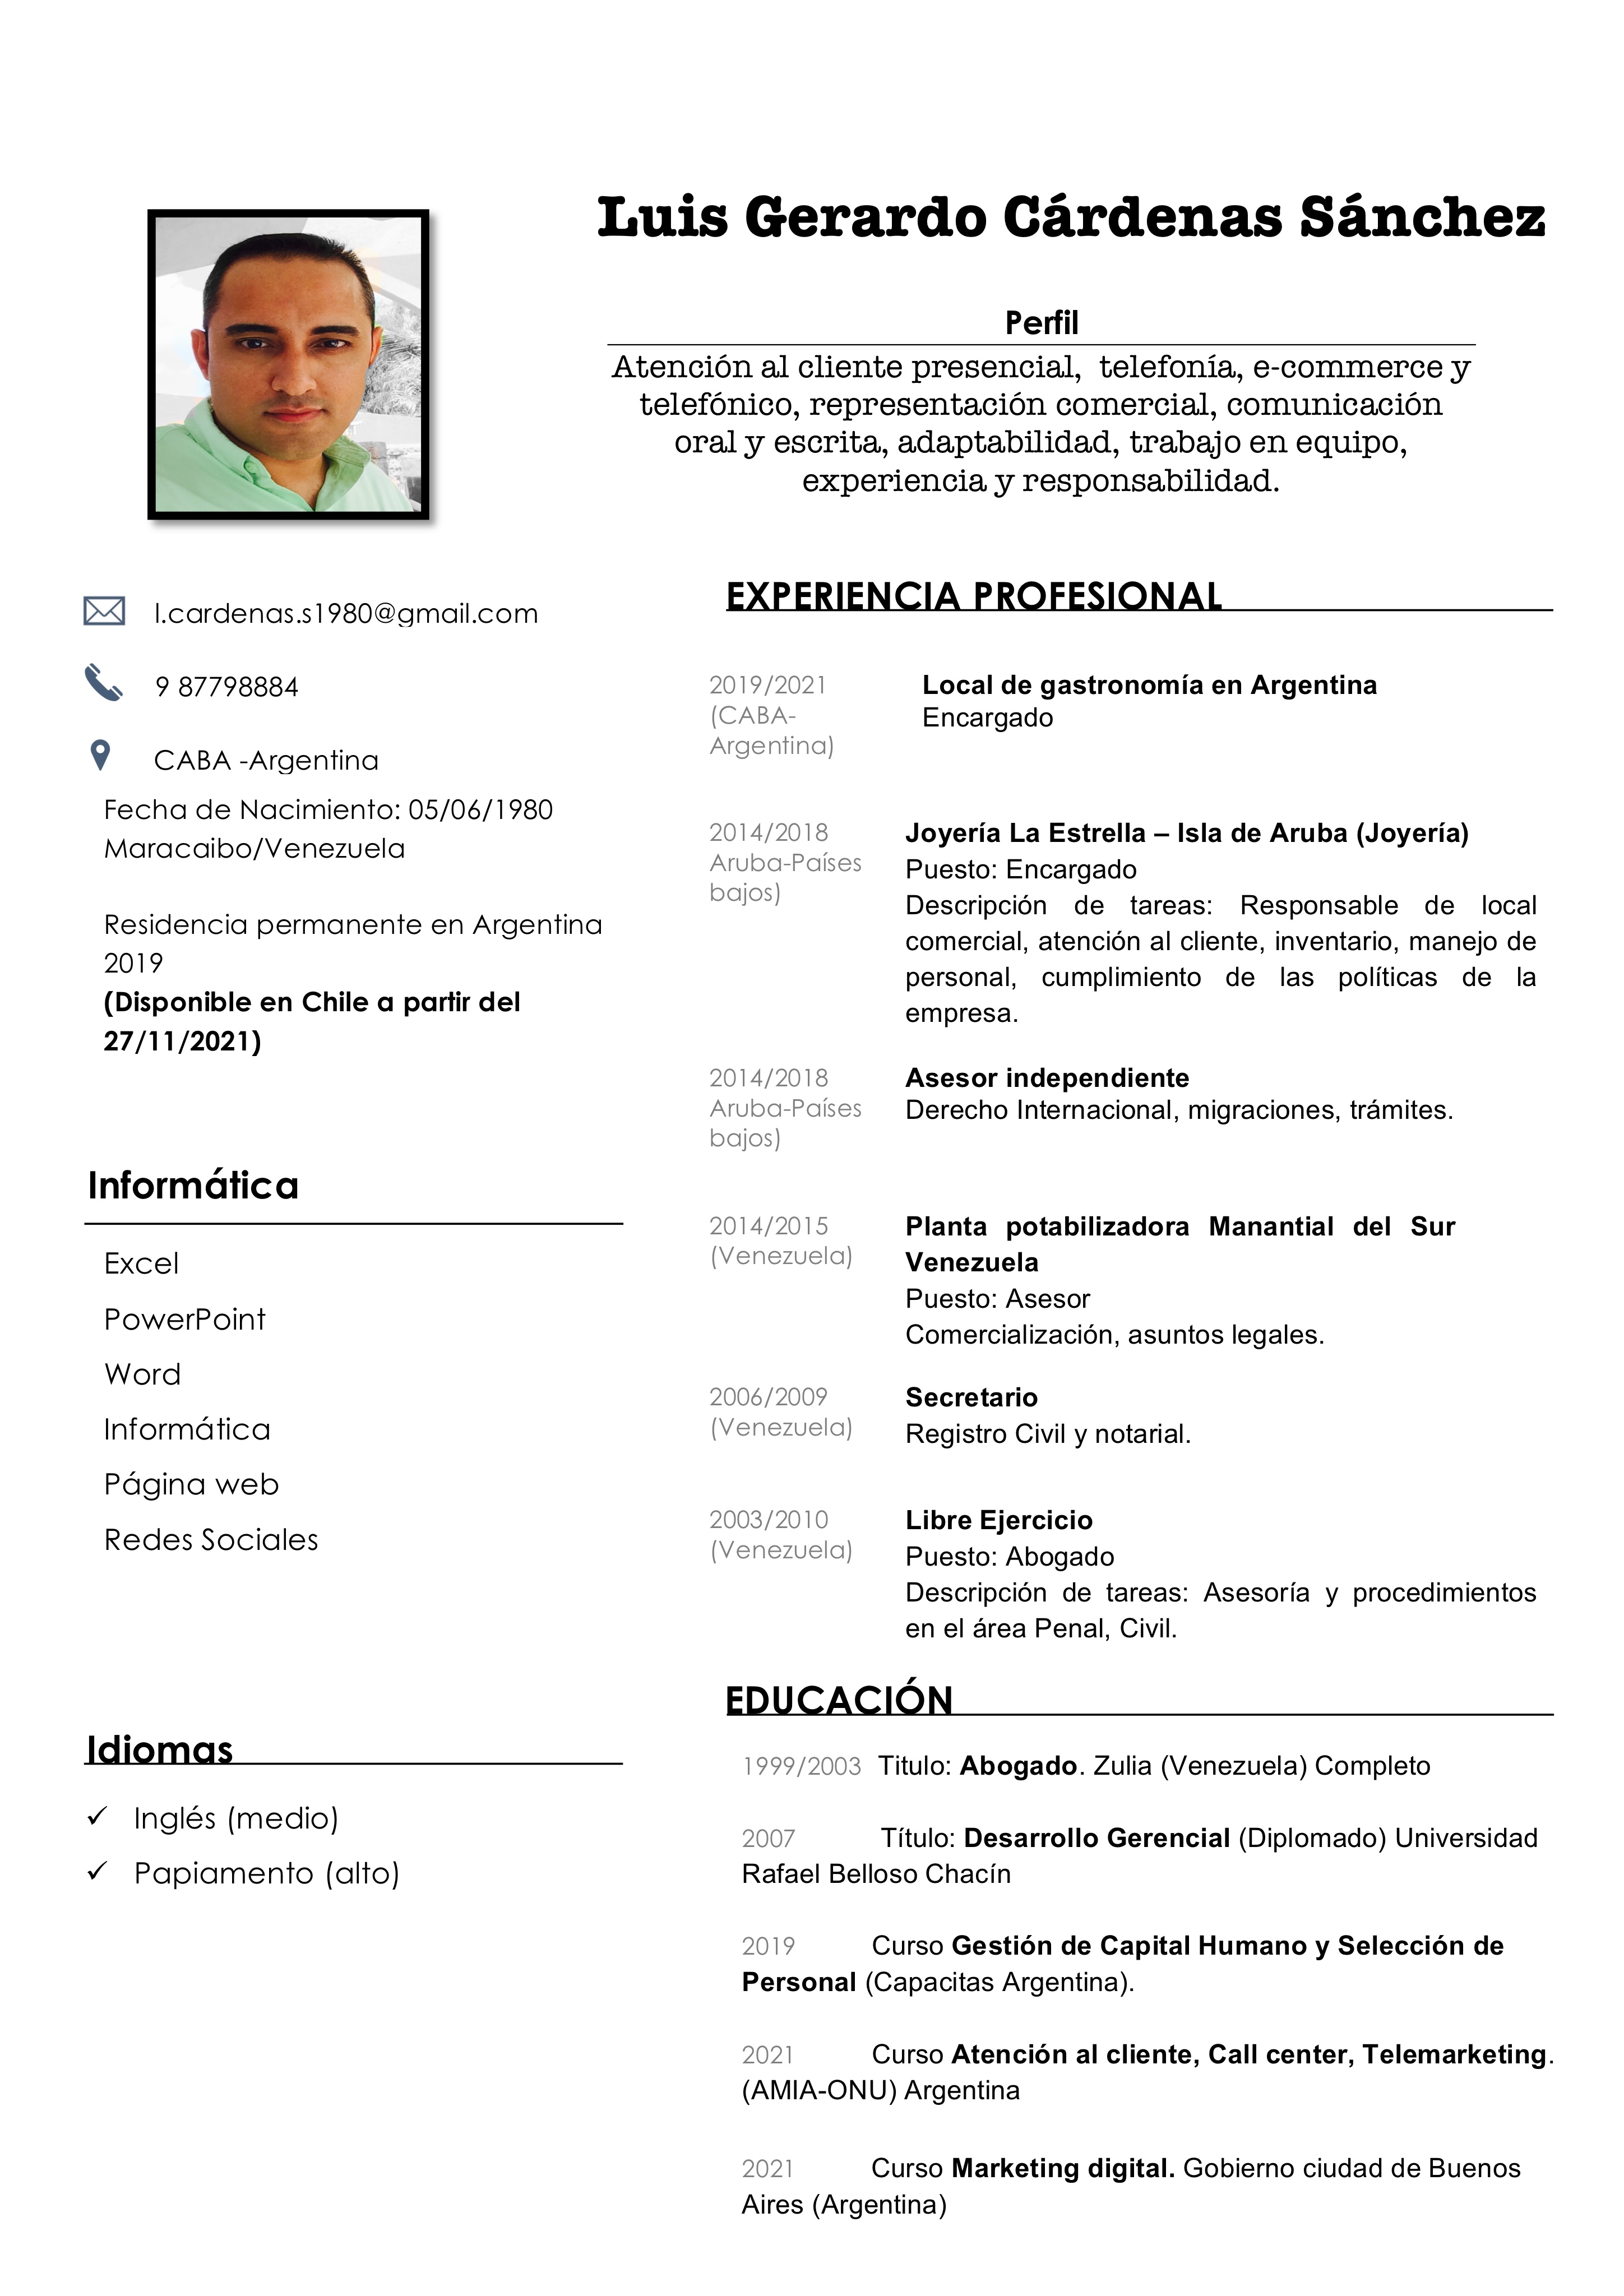 Luis Gerardo Cárdenas Sánchez
Perfil
Atención al cliente presencial, telefonía, e-commerce y
telefónico, representación comercial, comunicación
oral y escrita, adaptabilidad, trabajo en equipo,
experiencia y responsabilidad.
l.cardenas.s1980@gmail.com
9 87798884
CABA -Argentina
Fecha de Nacimiento: 05/06/1980
Maracaibo/Venezuela
Residencia permanente en Argentina
2019
(Disponible en Chile a partir del
27/11/2021)
Informática
Excel
PowerPoint
Word
Informática
Página web
Redes Sociales
Idiomas
✓ Inglés (medio)
✓ Papiamento (alto)
EXPERIENCIA PROFESIONAL
2019/2021
(CABA-
Argentina)
Local de gastronomía en Argentina
Encargado
2014/2018
Aruba-Países
bajos)
Joyería La Estrella – Isla de Aruba (Joyería)
Puesto: Encargado
Descripción de tareas: Responsable de local
comercial, atención al cliente, inventario, manejo de
personal, cumplimiento de las políticas de la
empresa.
2014/2018
Aruba-Países
bajos)
Asesor independiente
Derecho Internacional, migraciones, trámites.
2014/2015
(Venezuela)
Planta potabilizadora Manantial del Sur
Venezuela
Puesto: Asesor
Comercialización, asuntos legales.
2006/2009
(Venezuela)
Secretario
Registro Civil y notarial.
2003/2010
(Venezuela)
Libre Ejercicio
Puesto: Abogado
Descripción de tareas: Asesoría y procedimientos
en el área Penal, Civil.
EDUCACIÓN
1999/2003 Titulo: Abogado. Zulia (Venezuela) Completo
2007 Título: Desarrollo Gerencial (Diplomado) Universidad
Rafael Belloso Chacín
2019 Curso Gestión de Capital Humano y Selección de
Personal (Capacitas Argentina).
2021 Curso Atención al cliente, Call center, Telemarketing.
(AMIA-ONU) Argentina
2021 Curso Marketing digital. Gobierno ciudad de Buenos
Aires (Argentina)